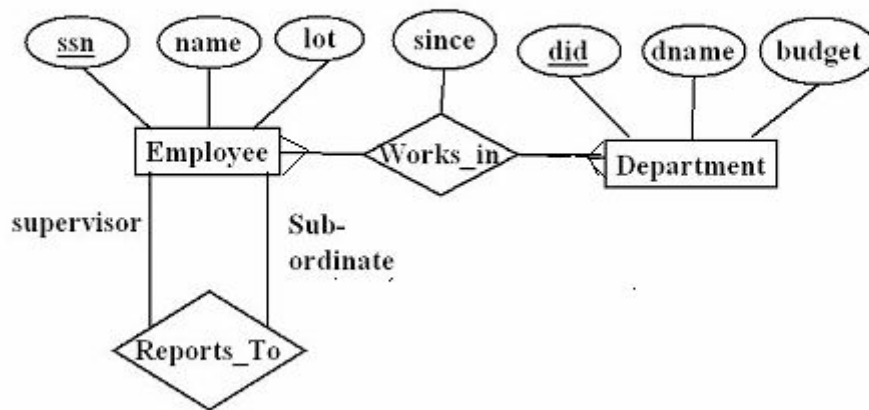 ssn
name
lot
since
did
dname
budget
Employee
Works_in
Department
supervisor
Sub-
ordinate
Reports_To